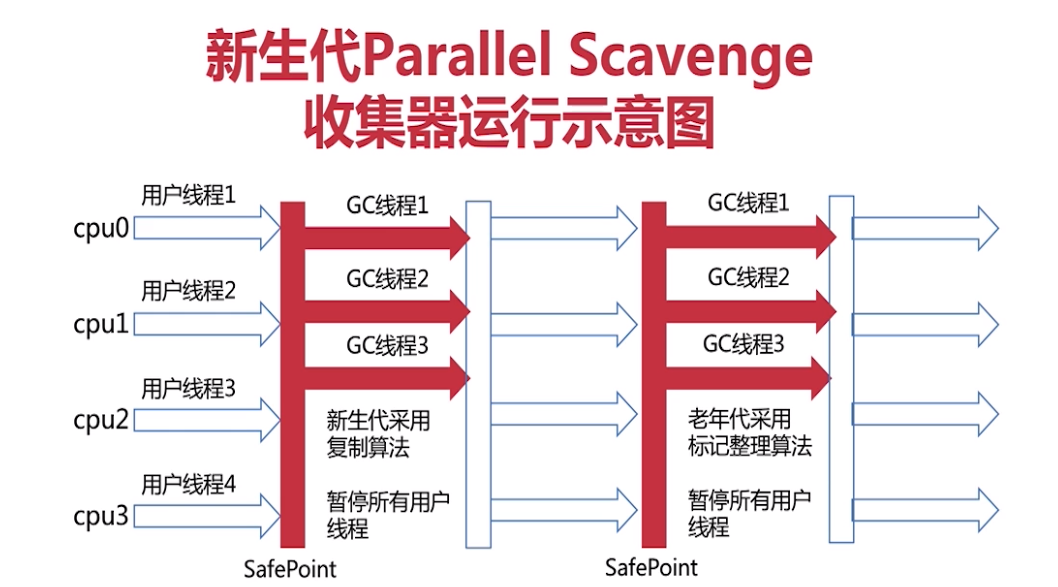 新生代Parallel Scavenge
收集器运行示意图
用户线程1
cpu0
用户线程2
cpu1
用户线程3
cpu2
用户线程4
cpu3
GC线程1
GC线程2
GC线程3
新生代采用
复制算法
暂停所有用户
线程
SafePoint
GC线程1
GC线程2
GC线程3
老年代采用
标记整理算法
暂停所有用户
线程
SafePoint